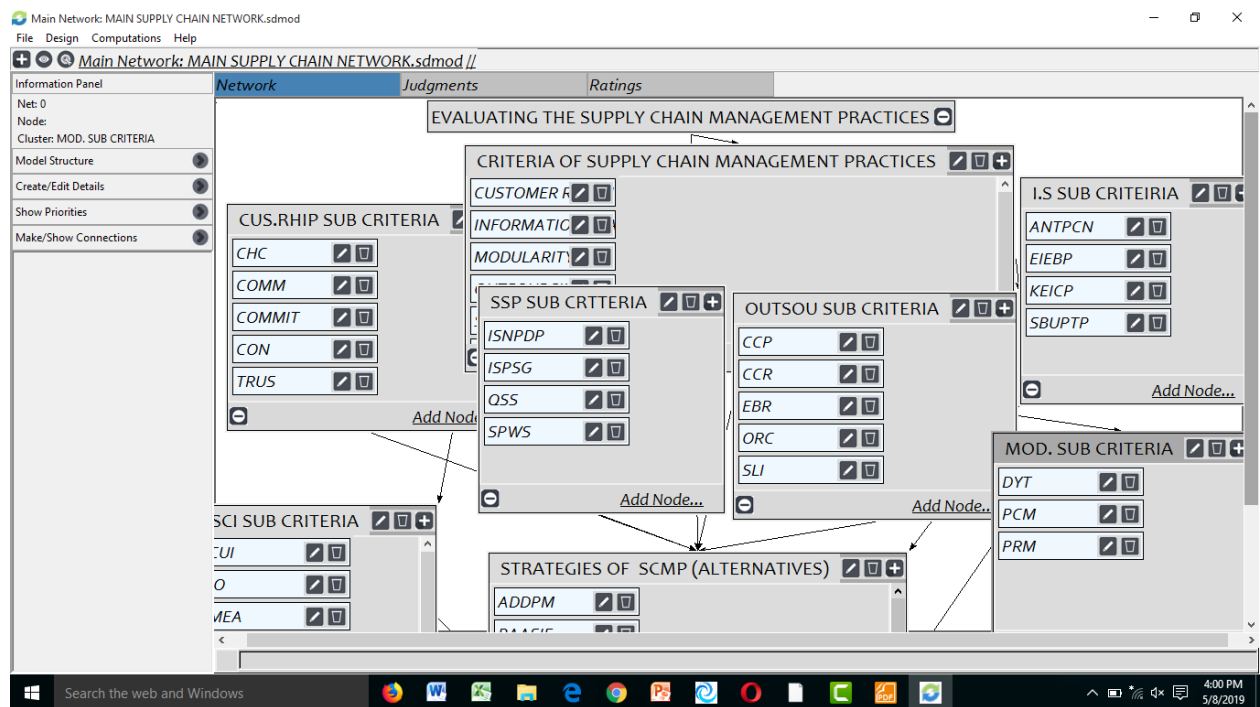 Main Network: MAIN SUPPLY CHAIN NETWORK.sdmod
File Design Computations Help
Main Network: MAIN SUPPLY CHAIN NETWORK.sdmod //
Information Panel
Net: 0
Node:
Cluster: MOD. SUB CRITERIA
Model Structure
Create/Edit Details
Show Priorities
Make/Show Connections
Network Judgments Ratings
EVALUATING THE SUPPLY CHAIN MANAGEMENT PRACTICES
CRITERIA OF SUPPLY CHAIN MANAGEMENT PRACTICES
CUSTOMER R
INFORMATIO
MODULARITY
CUS.RHIP SUB CRITERIA
CHC
COMM
COMMIT
CON
TRUS
Add Node
SSP SUB CRTTERIA
ISNPDP
ISPSG
QSS
SPWS
Add Node...
OUTSOU SUB CRITERIA
CCP
CCR
EBR
ORC
SLI
Add Node..
I.S SUB CRITEIRIA
ANTPCN
EIEBP
KEICP
SBUPTP
Add Node...
MOD. SUB CRITERIA
DYT
PCM
PRM
SCI SUB CRITERIA
CUI
O
MEA
STRATEGIES OF SCMP (ALTERNATIVES)
ADDPM
Search the web and Windows
4:00 PM
5/8/2019